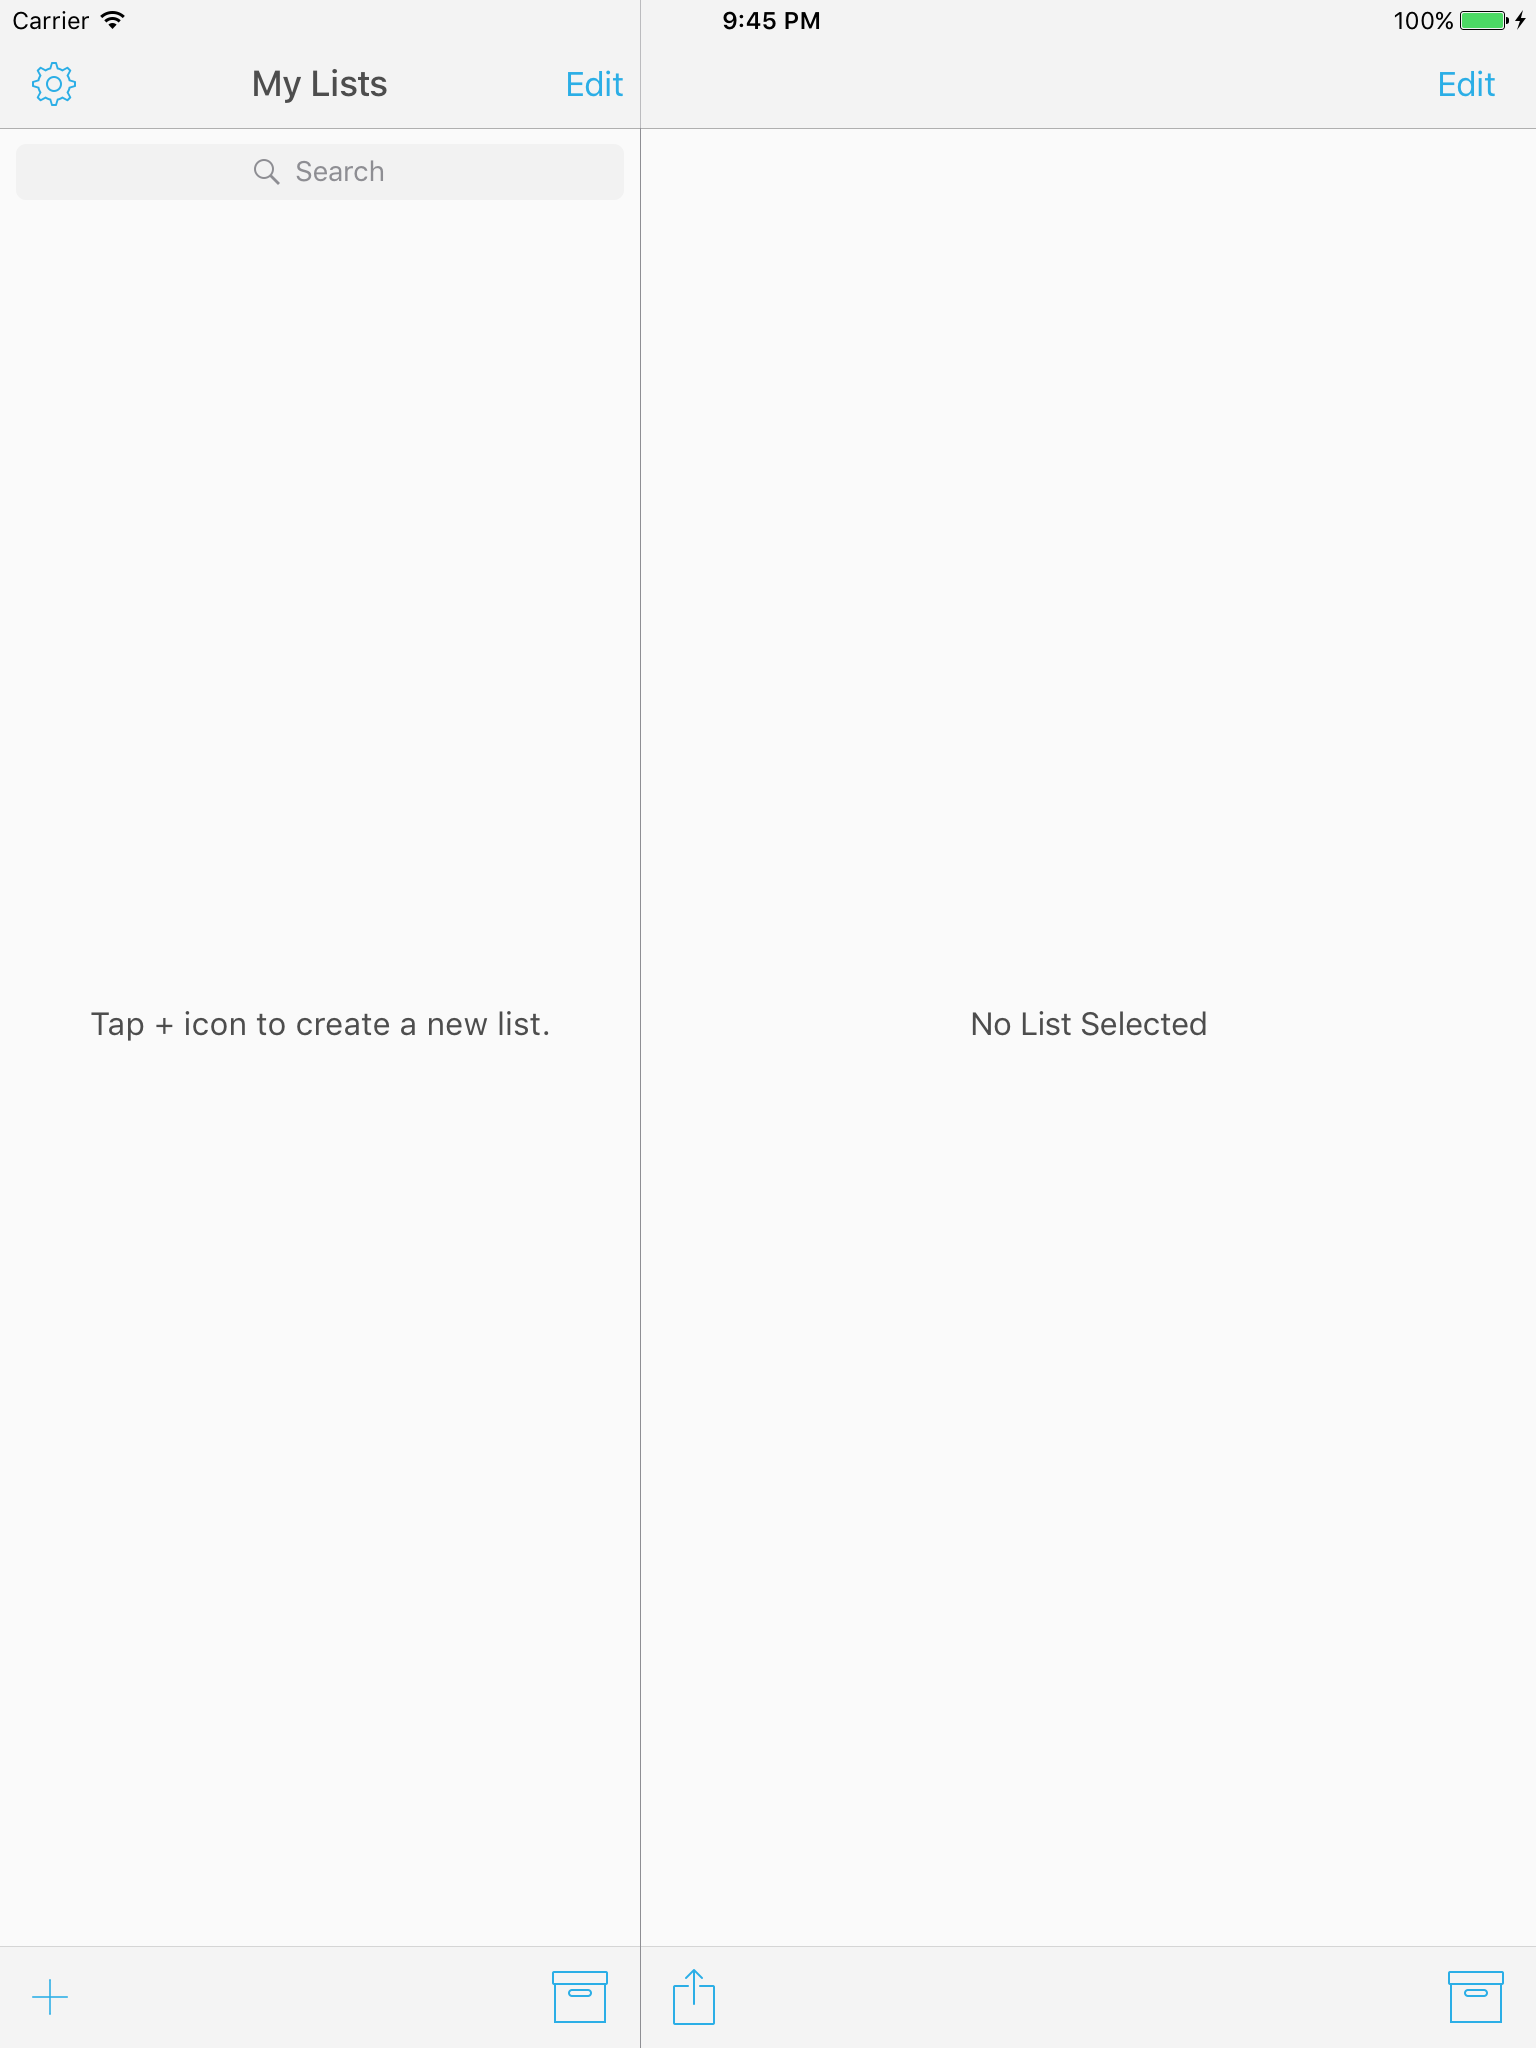 Carrier
9:45 PM
100%
My Lists
Edit
Edit
Search
Tap + icon to create a new list.
No List Selected